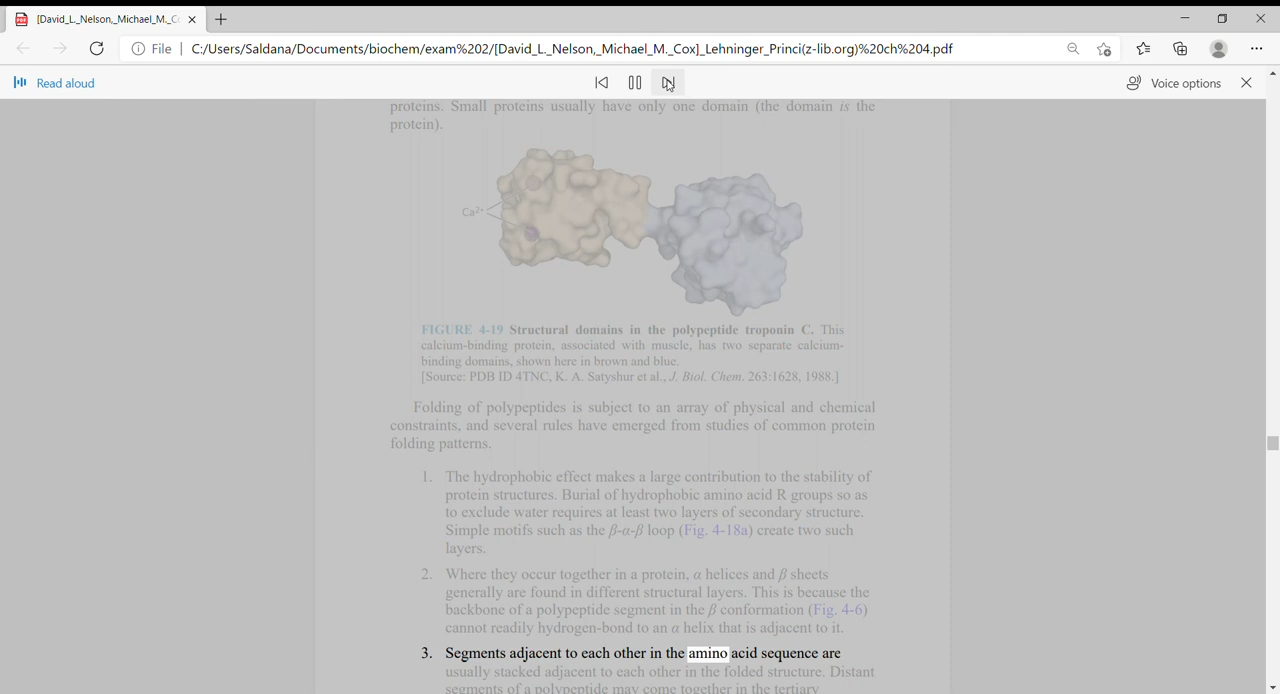 [David_L._Nelson,_Michael_M._Co
File
C:/Users/Saldana/Documents/biochem/exam%202/[David_L._Nelson,_Michael_M._Cox]_Lehninger_Princi(z-lib.org)%20ch%204.pdf
Read aloud
Voice options
proteins. Small proteins usually have only one domain (the domain is the
protein).
Ca2+
FIGURE 4-19 Structural domains in the polypeptide troponin C. This
calcium-binding protein, associated with muscle, has two separate calcium-
binding domains, shown here in brown and blue.
[Source: PDB ID 4TNC, K. A. Satyshur et al., J. Biol. Chem. 263:1628, 1988.]
Folding of polypeptides is subject to an array of physical and chemical
constraints, and several rules have emerged from studies of common protein
folding patterns.
1. The hydrophobic effect makes a large contribution to the stability of
protein structures. Burial of hydrophobic amino acid R groups so as
to exclude water requires at least two layers of secondary structure.
Simple motifs such as the β-α-β loop (Fig. 4-18a) create two such
layers.
2. Where they occur together in a protein, α helices and β sheets
generally are found in different structural layers. This is because the
backbone of a polypeptide segment in the β conformation (Fig. 4-6)
cannot readily hydrogen-bond to an α helix that is adjacent to it.
3. Segments adjacent to each other in the amino acid sequence are
usually stacked adjacent to each other in the folded structure. Distant
segments of a polypeptide may come together in the tertiary